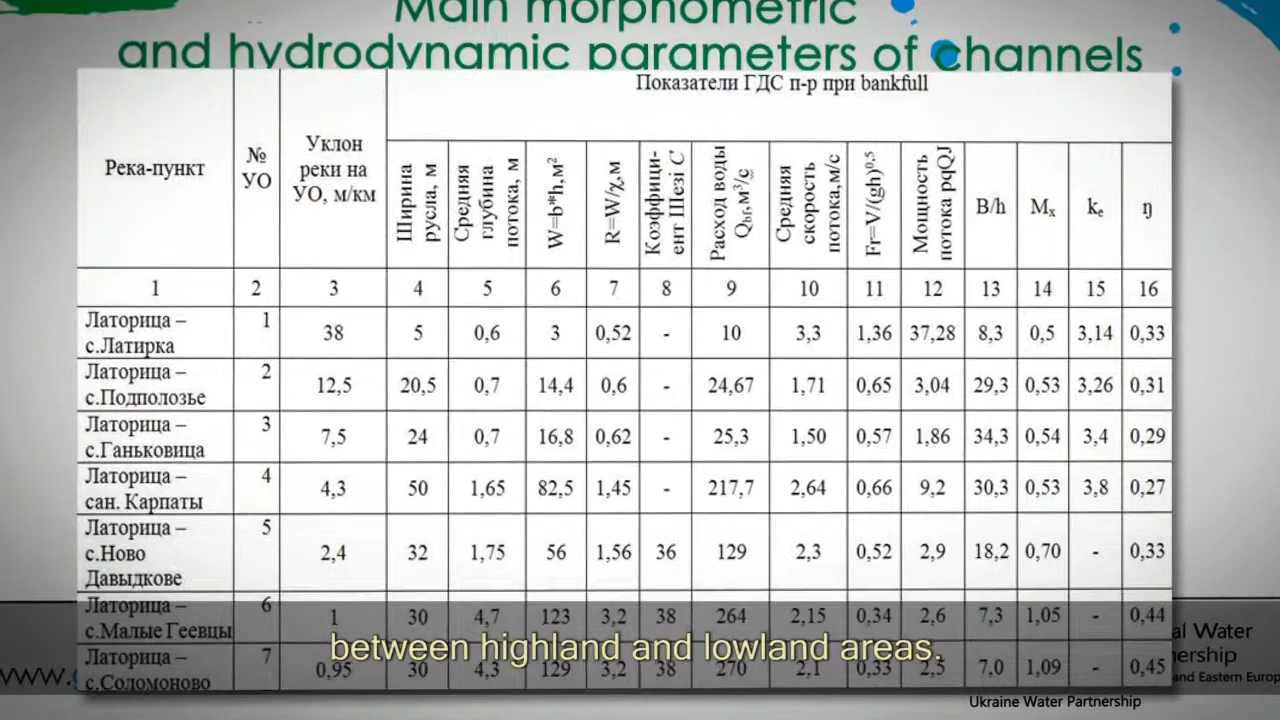 Main morphometric
and hydrodynamic parameters of channels
Река-пункт
№
УО
Уклон
реки на
УО, м/км
Показатели ГДС п-р при bankfull
Ширина
русла, м
Средняя
глубина
потока, м
W=b*h,м²
R=W/χ,м
Коэффици-
ент Шезі C
Расход воды
Qbf,м³/с
Средняя
скорость
потока,м/с
Fr=V/(gh)^0,5
Мощность
потока pqQJ
B/h
Mx
ke
η
1 2 3 4 5 6 7 8 9 10 11 12 13 14 15 16
Латорица –
с.Латирка
1 38 5 0,6 3 0,52 - 10 3,3 1,36 37,28 8,3 0,5 3,14 0,33
Латорица –
с.Подполозье
2 12,5 20,5 0,7 14,4 0,6 - 24,67 1,71 0,65 3,04 29,3 0,53 3,26 0,31
Латорица –
с.Ганьковица
3 7,5 24 0,7 16,8 0,62 - 25,3 1,50 0,57 1,86 34,3 0,54 3,4 0,29
Латорица –
сан. Карпаты
4 4,3 50 1,65 82,5 1,45 - 217,7 2,64 0,66 9,2 30,3 0,53 3,8 0,27
Латорица –
с.Ново
Давыдкове
5 2,4 32 1,75 56 1,56 36 129 2,3 0,52 2,9 18,2 0,70 - 0,33
Латорица –
с.Малые Геевцы
6 1 30 4,7 123 3,2 38 264 2,15 0,34 2,6 7,3 1,05 - 0,44
Латорица –
с.Соломоново
7 0,95 30 4,3 129 3,2 38 270 2,1 0,33 2,5 7,0 1,09 - 0,45
between highland and lowland areas.
www.
al Water
nership
and Eastern Europ
Ukraine Water Partnership